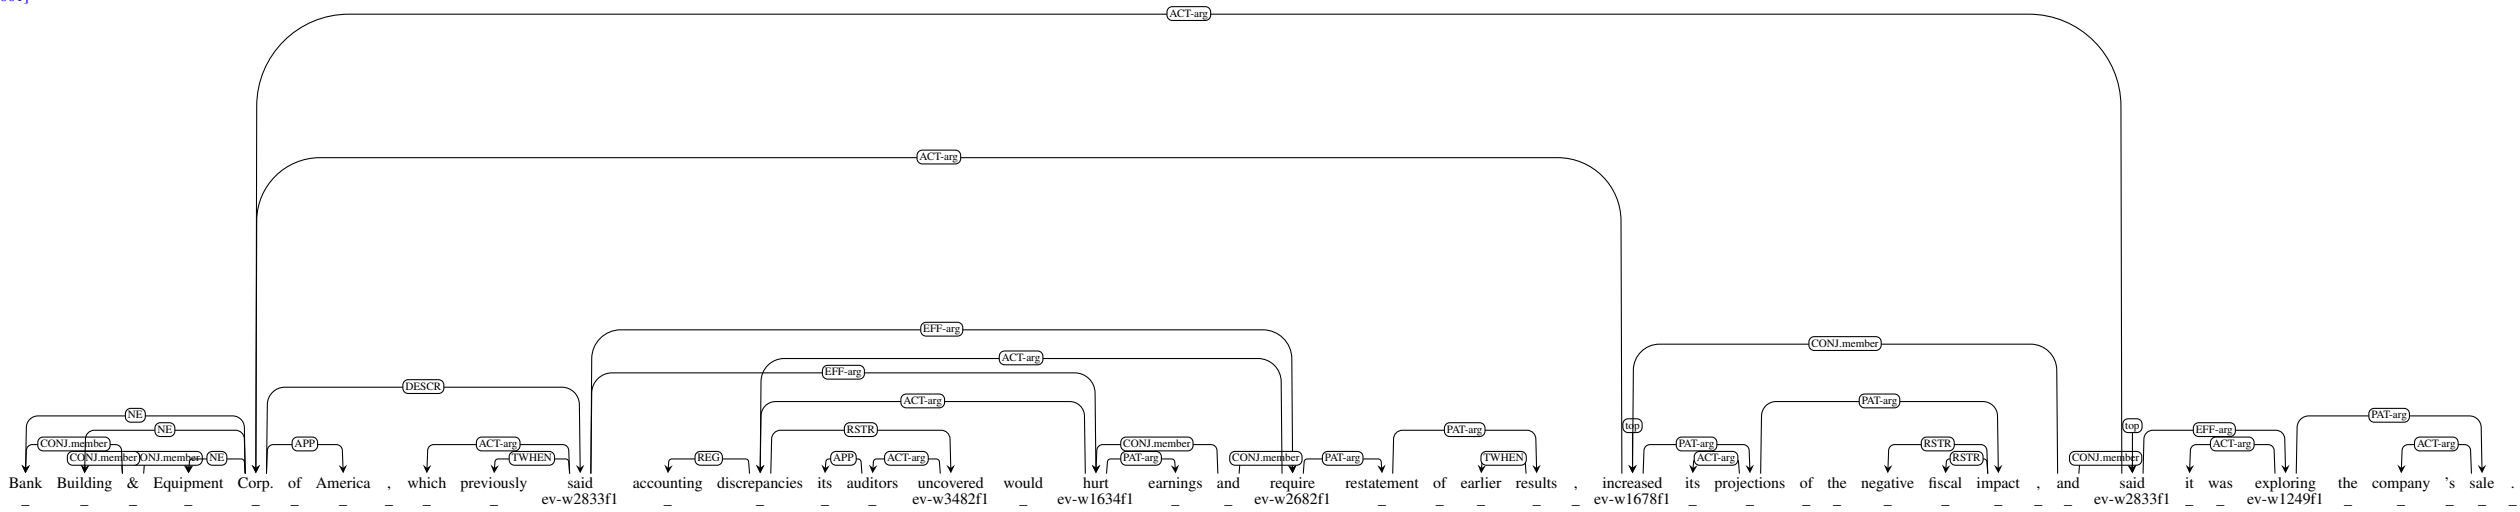 ACT-arg
ACT-arg
EFF-arg
CONJ.member
ACT-arg
EFF-arg
DESCR
ACT-arg PAT-arg
NE PAT-arg
top top
NE RSTR PAT-arg EFF-arg
CONJ.member APP ACT-arg CONJ.member PAT-arg RSTR ACT-arg ACT-arg
CONJ.member ONJ.member NE TWHEN REG APP ACT-arg PAT-arg CONJ.member PAT-arg TWHEN ACT-arg RSTR CONJ.member
Bank Building & Equipment Corp. of America , which previously said accounting discrepancies its auditors uncovered would hurt earnings and require restatement of earlier results , increased its projections of the negative fiscal impact , and said it was exploring the company 's sale .
_ _ _ _ _ _ _ _ _ _ ev-w2833f1 _ _ _ _ ev-w3482f1 _ ev-w1634f1 _ _ ev-w2682f1 _ _ _ _ _ ev-w1678f1 _ _ _ _ _ _ _ _ _ ev-w2833f1 _ _ ev-w1249f1 _ _ _ _ _